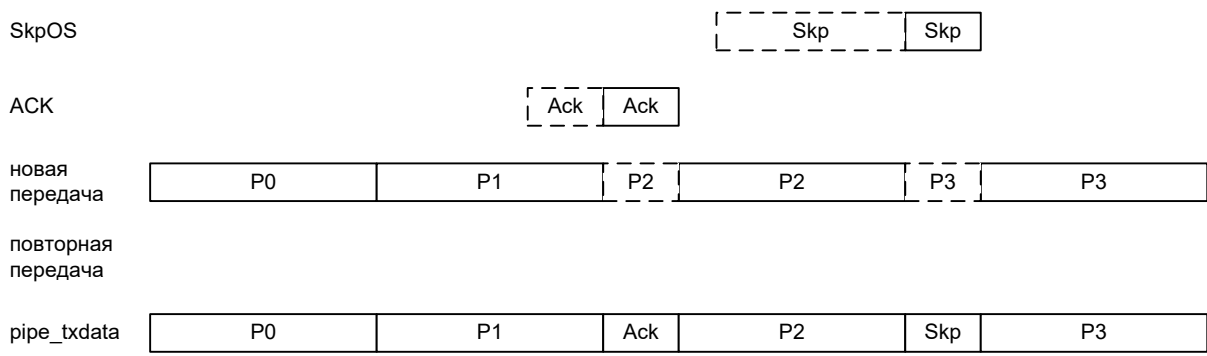 SkpOS Skp Skp
ACK Ack Ack
новая
передача P0 P1 P2 P2 P3 P3
повторная
передача
pipe_txdata P0 P1 Ack P2 Skp P3